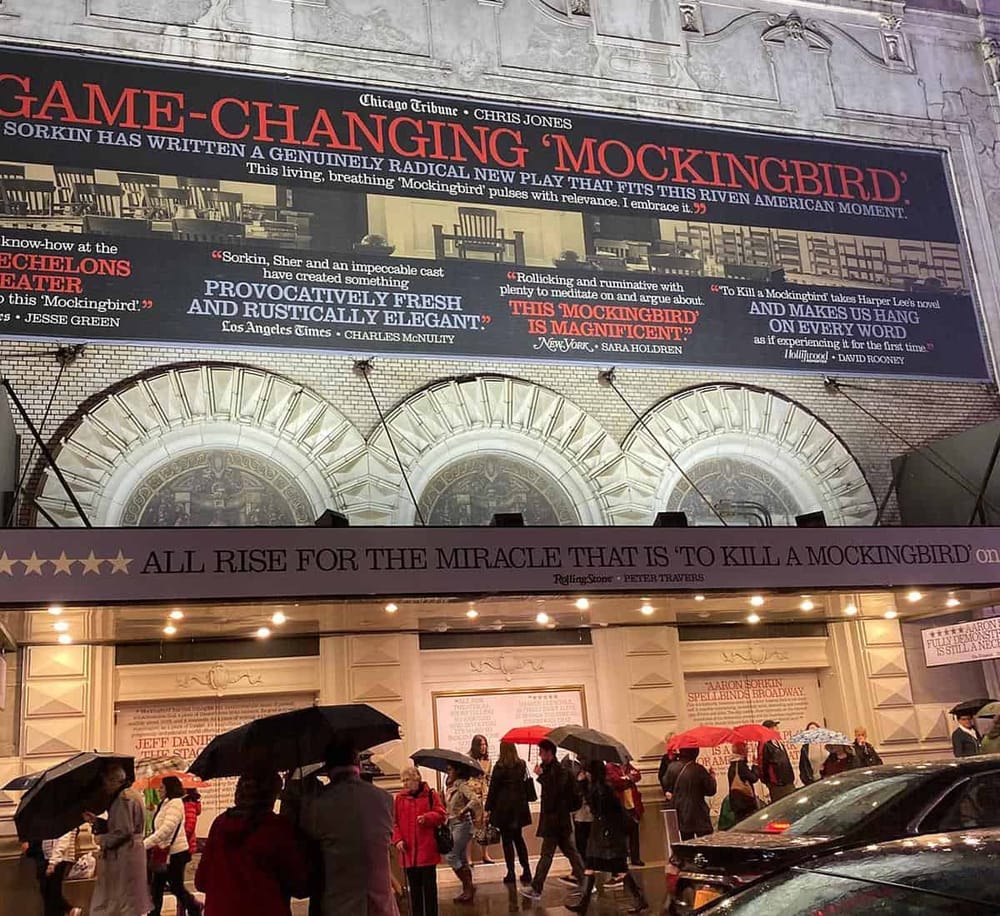 Chicago Tribune • CHRIS JONES
GAME-CHANGING ‘MOCKINGBIRD’.
SORKIN HAS WRITTEN A GENUINELY RADICAL NEW PLAY THAT FITS THIS RIVEN AMERICAN MOMENT.
This living, breathing ‘Mockingbird’ pulses with relevance. I embrace it.”
know-how at the
ECHELONS
EATER
this ‘Mockingbird’.”
• JESSE GREEN
“Sorkin, Sher and an impeccable cast
have created something
PROVOCATIVELY FRESH
AND RUSTICALLY ELEGANT.”
Los Angeles Times • CHARLES McNULTY
“Rollicking and ruminative with
plenty to meditate on and argue about.
THIS ‘MOCKINGBIRD’
IS MAGNIFICENT.”
New York • SARA HOLDREN
“‘To Kill a Mockingbird’ takes Harper Lee’s novel
AND MAKES US HANG
ON EVERY WORD
as if experiencing it for the first time.”
Hollywood • DAVID ROONEY
ALL RISE FOR THE MIRACLE THAT IS ‘TO KILL A MOCKINGBIRD’ on
RollingStone • PETER TRAVERS
AARON
FULLY DEMONST
IS STILL A NECE
JEFF DANIE
THE STAG
“AARON SORKIN
SPELLBINDS BROADWAY